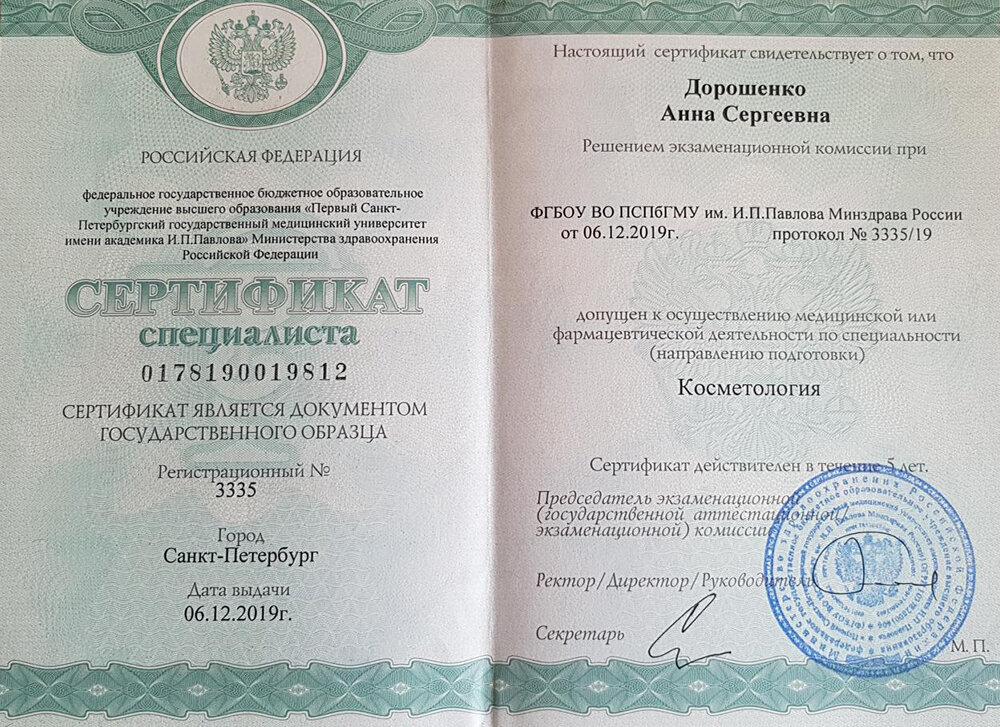 РОССИЙСКАЯ ФЕДЕРАЦИЯ
федеральное государственное бюджетное образовательное
учреждение высшего образования «Первый Санкт-
Петербургский государственный медицинский университет
имени академика И.П.Павлова» Министерства здравоохранения
Российской Федерации
СЕРТИФИКАТ
специалиста
0178190019812
СЕРТИФИКАТ ЯВЛЯЕТСЯ ДОКУМЕНТОМ
ГОСУДАРСТВЕННОГО ОБРАЗЦА
Регистрационный №
3335
Город
Санкт-Петербург
Дата выдачи
06.12.2019г.
Настоящий сертификат свидетельствует о том, что
Дорошенко
Анна Сергеевна
Решением экзаменационной комиссии при
ФГБОУ ВО ПСПбГМУ им. И.П.Павлова Минздрава России
от 06.12.2019г. протокол № 3335/19
допущен к осуществлению медицинской или
фармацевтической деятельности по специальности
(направлению подготовки)
Косметология
Сертификат действителен в течение 5 лет.
Председатель экзаменационной
(государственной аттестационной/
экзаменационной) комиссии
Ректор/Директор/Руководитель
Секретарь
М. П.